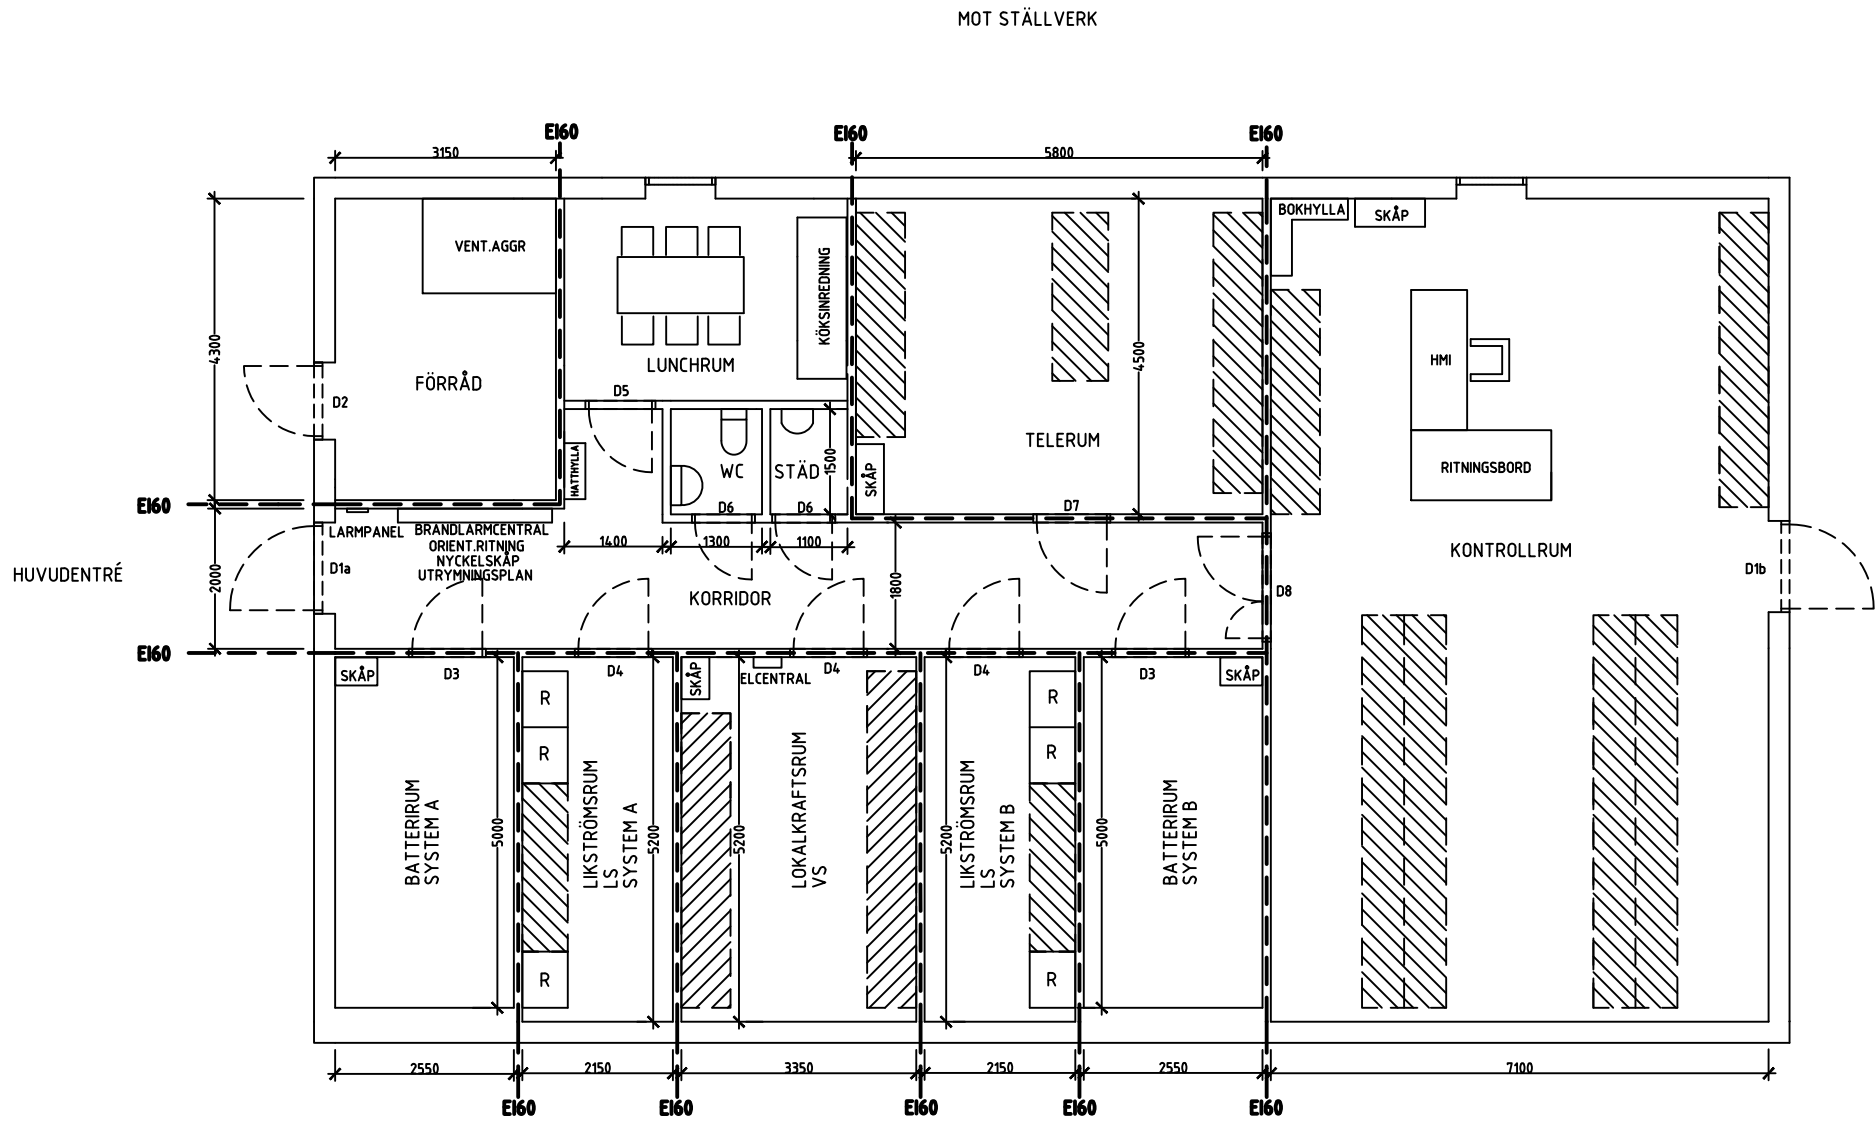 MOT STÄLLVERK
EI60
EI60
EI60
3150
5800
BOKHYLLA
SKÅP
VENT.AGGR
KÖKSINREDNING
4300
4500
LUNCHRUM
HMI
FÖRRÅD
D5
D2
TELERUM
HATTHYLLA
WC
STÄD
1500
SKÅP
RITNINGSBORD
EI60
D6
D6
D7
LARMPANEL
BRANDLARMCENTRAL
ORIENT.RITNING
NYCKELSKÅP
UTRYMNINGSPLAN
1400
1300
1100
KONTROLLRUM
HUVUDENTRÉ
2000
D1a
1800
D1b
KORRIDOR
D8
EI60
SKÅP
D3
D4
SKÅP
ELCENTRAL
D4
D4
D3
SKÅP
R
R
R
R
BATTERIRUM
SYSTEM A
5000
LIKSTRÖMSRUM
LS
SYSTEM A
5200
5200
LOKALKRAFTSRUM
VS
5200
LIKSTRÖMSRUM
LS
SYSTEM B
5000
BATTERIRUM
SYSTEM B
R
R
2550
2150
3350
2150
2550
7100
EI60
EI60
EI60
EI60
EI60